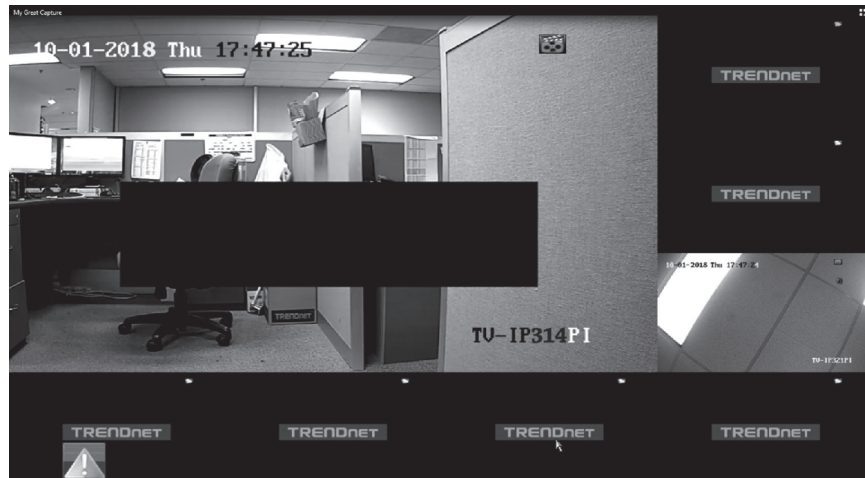 My Great Capture
10-01-2018 Thu 17:47:25
TRENDnet
TRENDnet
10-01-2018 Thu 17:47:24
TV-IP314PI
TRENDnet
TV-IP321PI
TRENDnet
TRENDnet
TRENDnet
TRENDnet